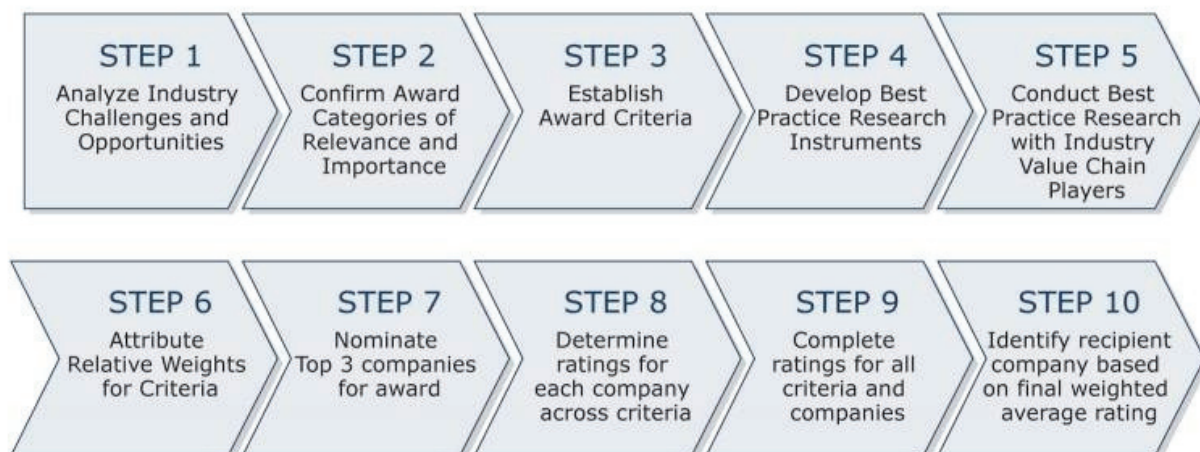 STEP 1
Analyze Industry
Challenges and
Opportunities
STEP 2
Confirm Award
Categories of
Relevance and
Importance
STEP 3
Establish
Award Criteria
STEP 4
Develop Best
Practice Research
Instruments
STEP 5
Conduct Best
Practice Research
with Industry
Value Chain
Players
STEP 6
Attribute
Relative Weights
for Criteria
STEP 7
Nominate
Top 3 companies
for award
STEP 8
Determine
ratings for
each company
across criteria
STEP 9
Complete
ratings for all
criteria and
companies
STEP 10
Identify recipient
company based
on final weighted
average rating